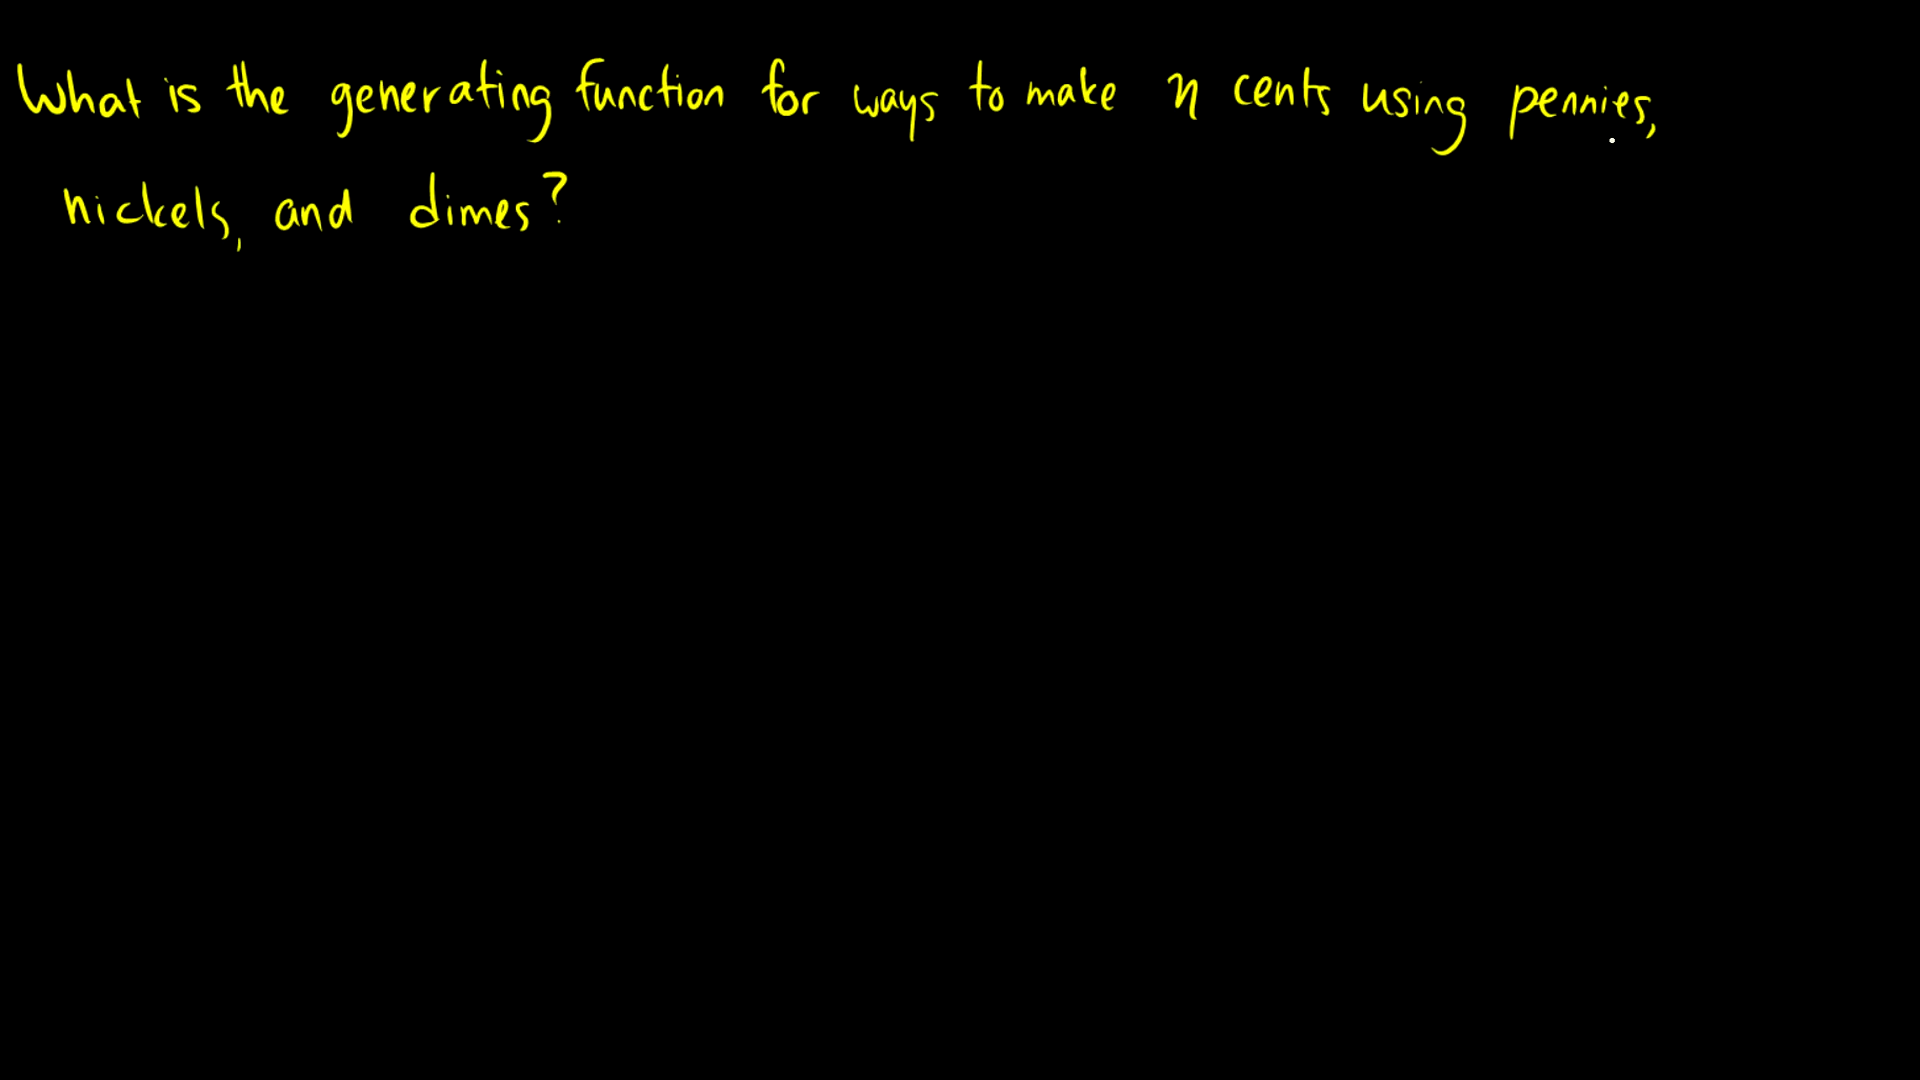 What is the generating function for ways to make n cents using pennies,
nickels, and dimes?